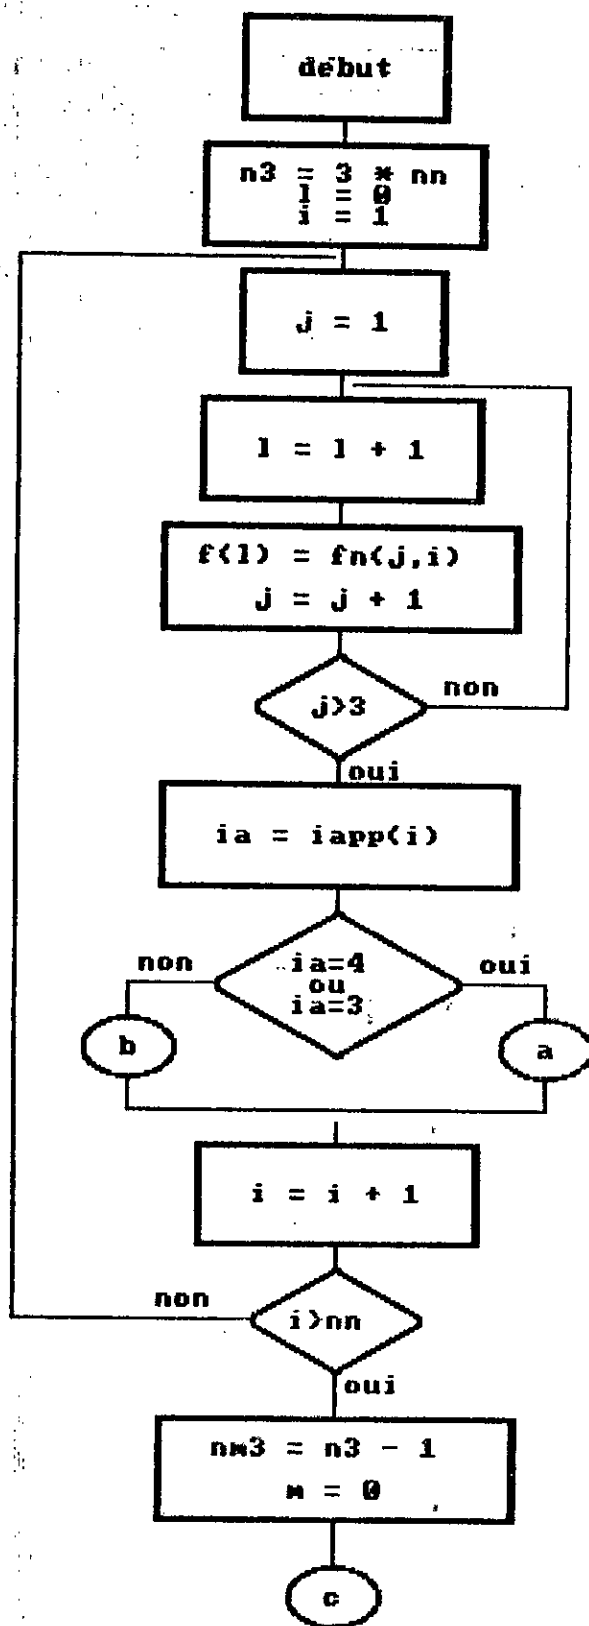 debut
n3 = 3 * nn
l = 0
i = 1
j = 1
l = l + 1
f(l) = fn(j,i)
j = j + 1
j>3
non
oui
ia = iapp(i)
non
ia=4
ou
ia=3
oui
b
a
i = i + 1
non
i>nn
oui
nm3 = n3 - 1
m = 0
c